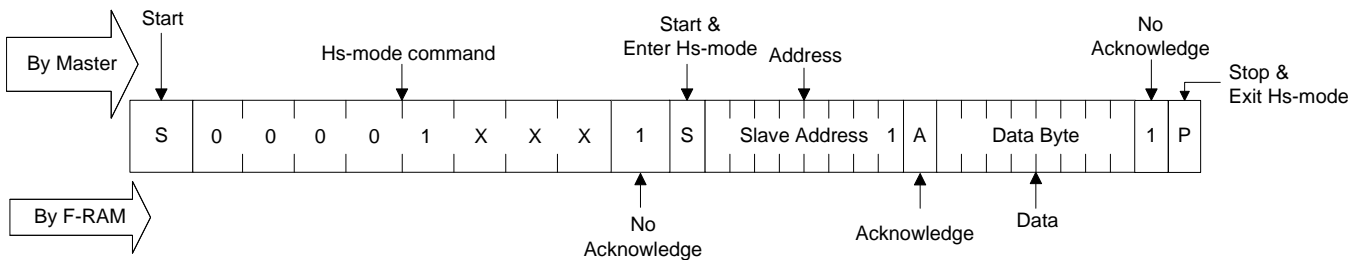 Start
By Master
Hs-mode command
Start &
Enter Hs-mode
Address
No
Acknowledge
Stop &
Exit Hs-mode
S 0 0 0 0 1 X X X 1 S Slave Address 1 A Data Byte 1 P
By F-RAM
No
Acknowledge
Acknowledge
Data